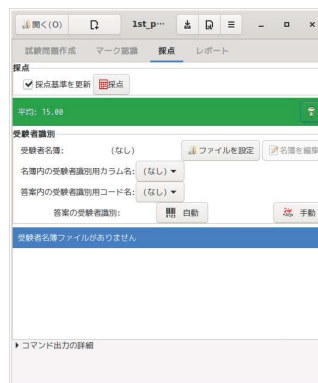 開く(O) 1st_p…
試験問題作成 マーク認識 採点 レポート
採点
採点基準を更新 採点
平均: 15.00
受験者識別
受験者名簿: (なし) ファイルを設定 名簿を編集
名簿内の受験者識別用カラム名: (なし)
答案内の受験者識別用コード名: (なし)
答案の受験者識別: 自動 手動
受験者名簿ファイルがありません
コマンド出力の詳細